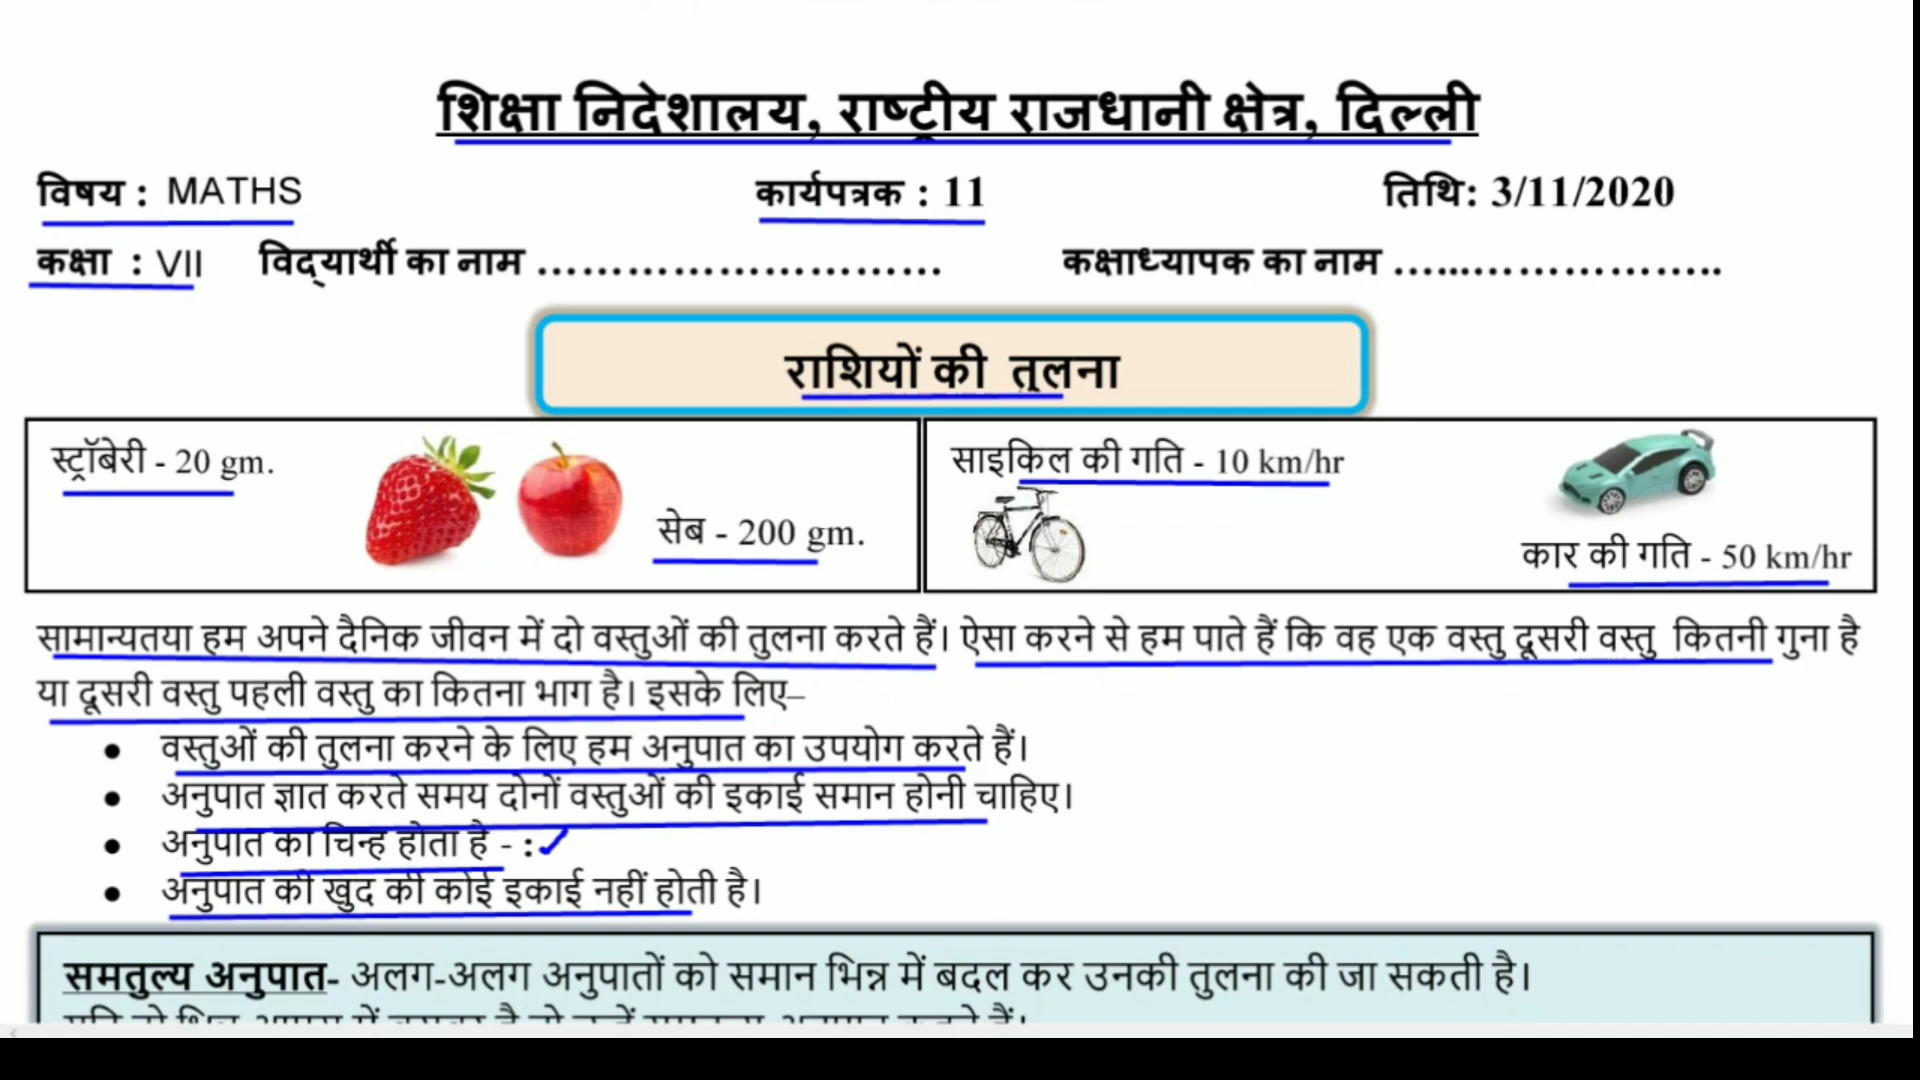 शिक्षा निदेशालय, राष्ट्रीय राजधानी क्षेत्र, दिल्ली
विषय : MATHS कार्यपत्रक : 11 तिथि: 3/11/2020
कक्षा : VII विद्यार्थी का नाम ........................... कक्षाध्यापक का नाम ........................
राशियों की तुलना
स्ट्रॉबेरी - 20 gm.
सेब - 200 gm.
साइकिल की गति - 10 km/hr
कार की गति - 50 km/hr
सामान्यतया हम अपने दैनिक जीवन में दो वस्तुओं की तुलना करते हैं। ऐसा करने से हम पाते हैं कि वह एक वस्तु दूसरी वस्तु कितनी गुना है
या दूसरी वस्तु पहली वस्तु का कितना भाग है। इसके लिए–
● वस्तुओं की तुलना करने के लिए हम अनुपात का उपयोग करते हैं।
● अनुपात ज्ञात करते समय दोनों वस्तुओं की इकाई समान होनी चाहिए।
● अनुपात का चिन्ह होता है - :
● अनुपात की खुद की कोई इकाई नहीं होती है।
समतुल्य अनुपात- अलग-अलग अनुपातों को समान भिन्न में बदल कर उनकी तुलना की जा सकती है।